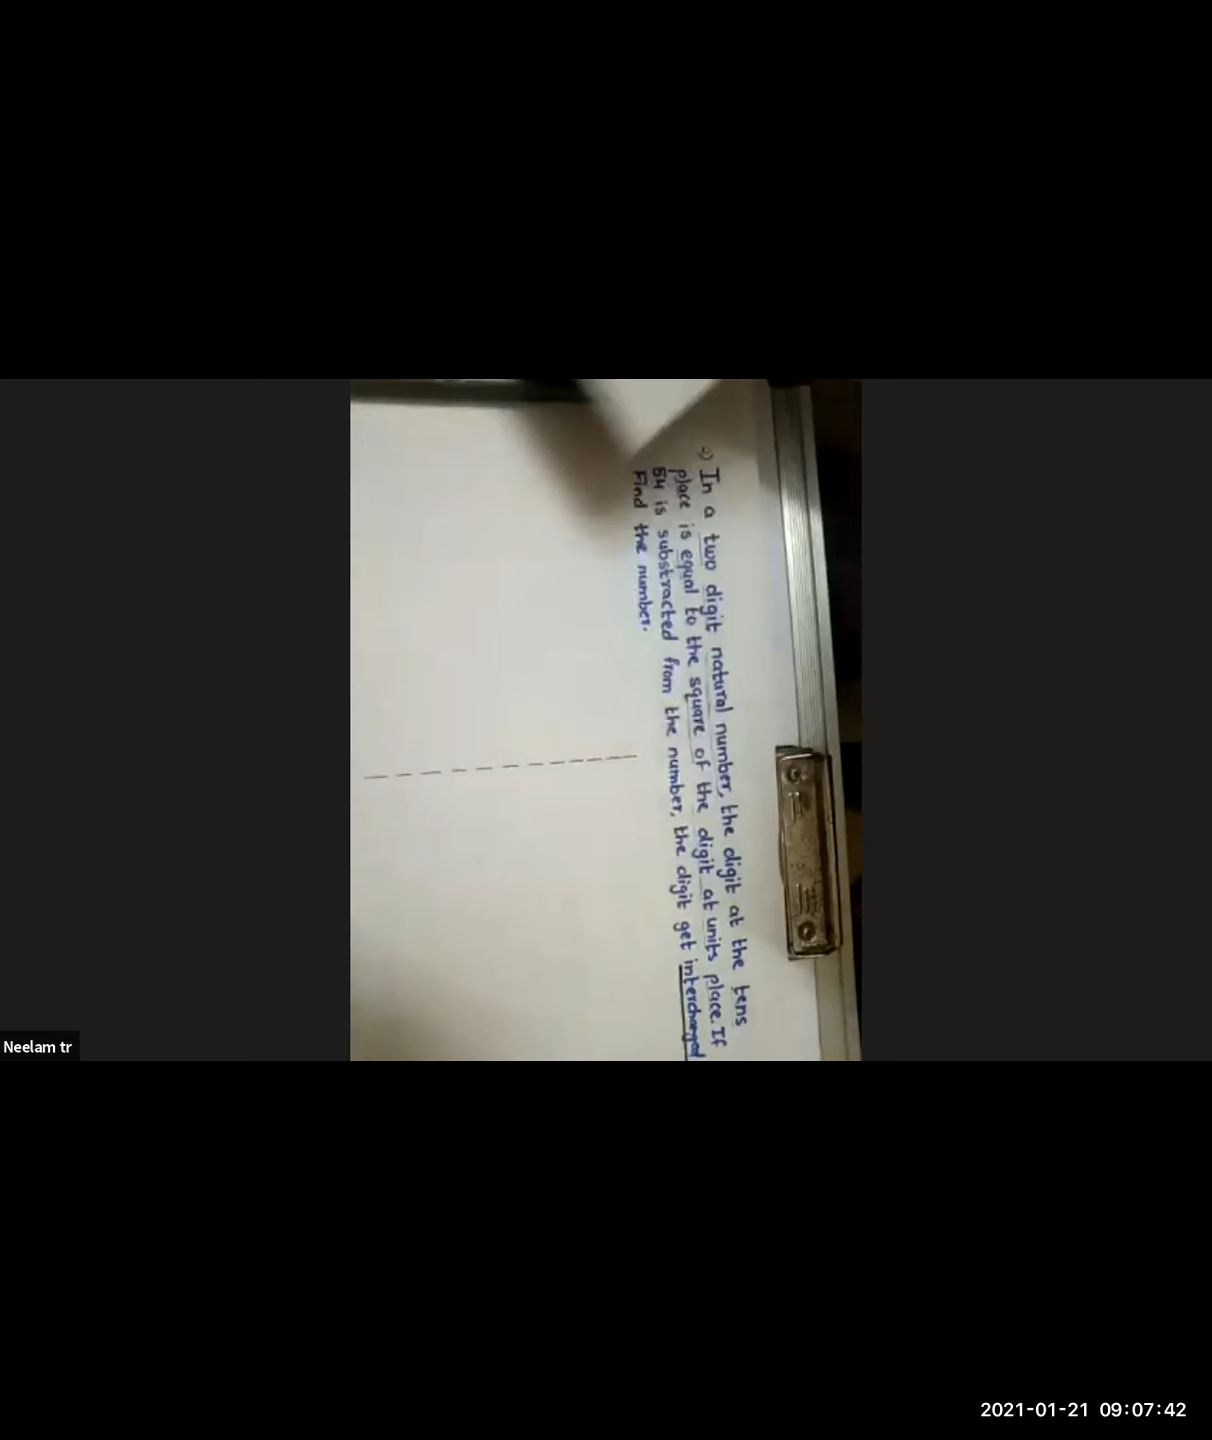 2) In a two digit natural number, the digit at the tens
place is equal to the square of the digit at units place. If
54 is substracted from the number, the digit get interchanged
Find the number.
Neelam tr
2021-01-21 09:07:42